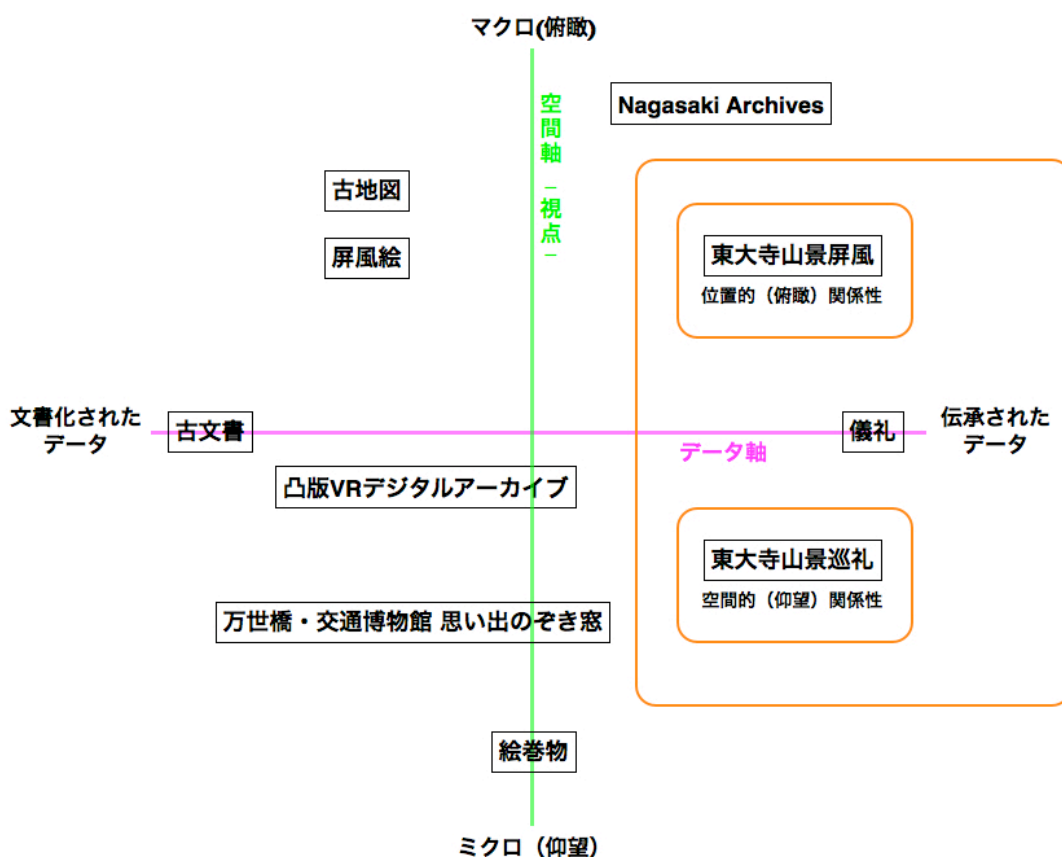 マクロ(俯瞰)
空間軸 ─ 視点 ─
Nagasaki Archives
古地図
屏風絵
東大寺山景屏風
位置的（俯瞰）関係性
文書化された
データ
古文書
儀礼
伝承された
データ
データ軸
凸版VRデジタルアーカイブ
東大寺山景巡礼
空間的（仰望）関係性
万世橋・交通博物館 思い出のぞき窓
絵巻物
ミクロ（仰望）